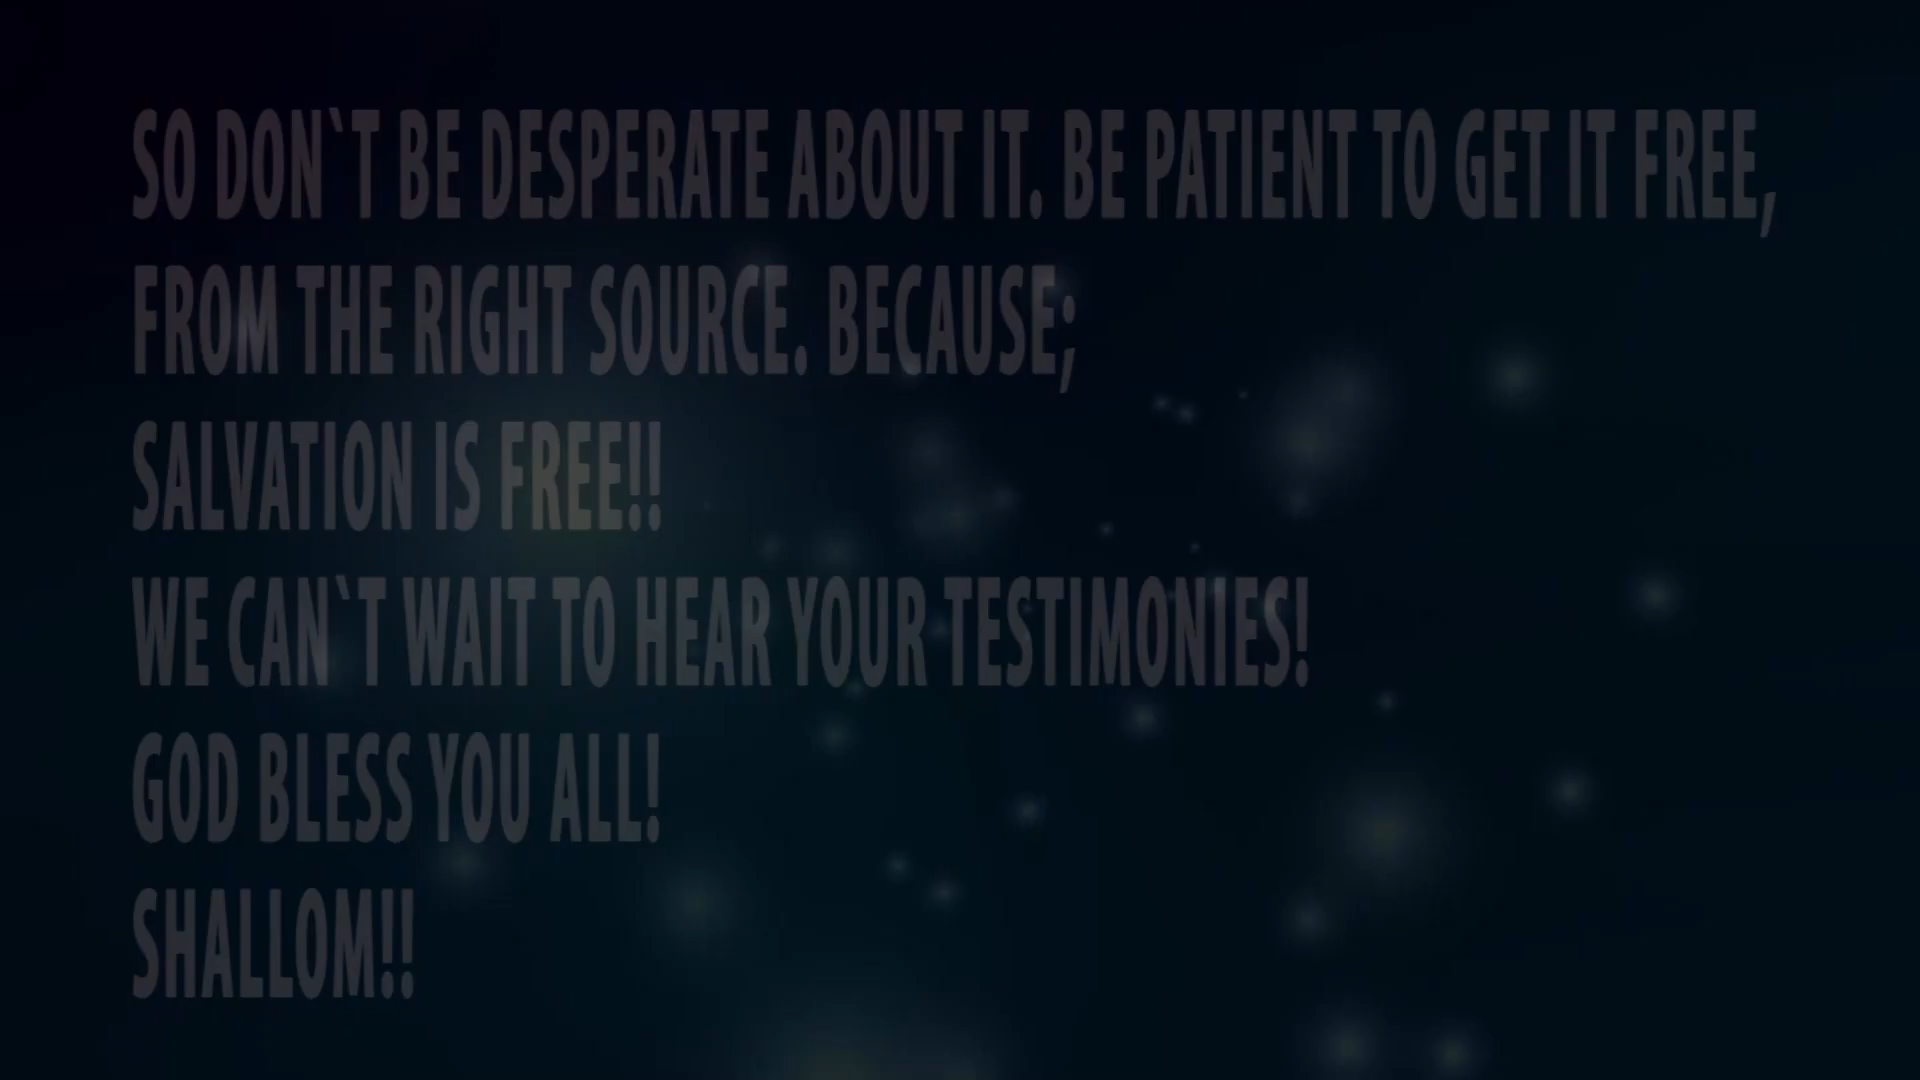 SO DON`T BE DESPERATE ABOUT IT. BE PATIENT TO GET IT FREE,
FROM THE RIGHT SOURCE. BECAUSE;
SALVATION IS FREE!!
WE CAN`T WAIT TO HEAR YOUR TESTIMONIES!
GOD BLESS YOU ALL!
SHALLOM!!